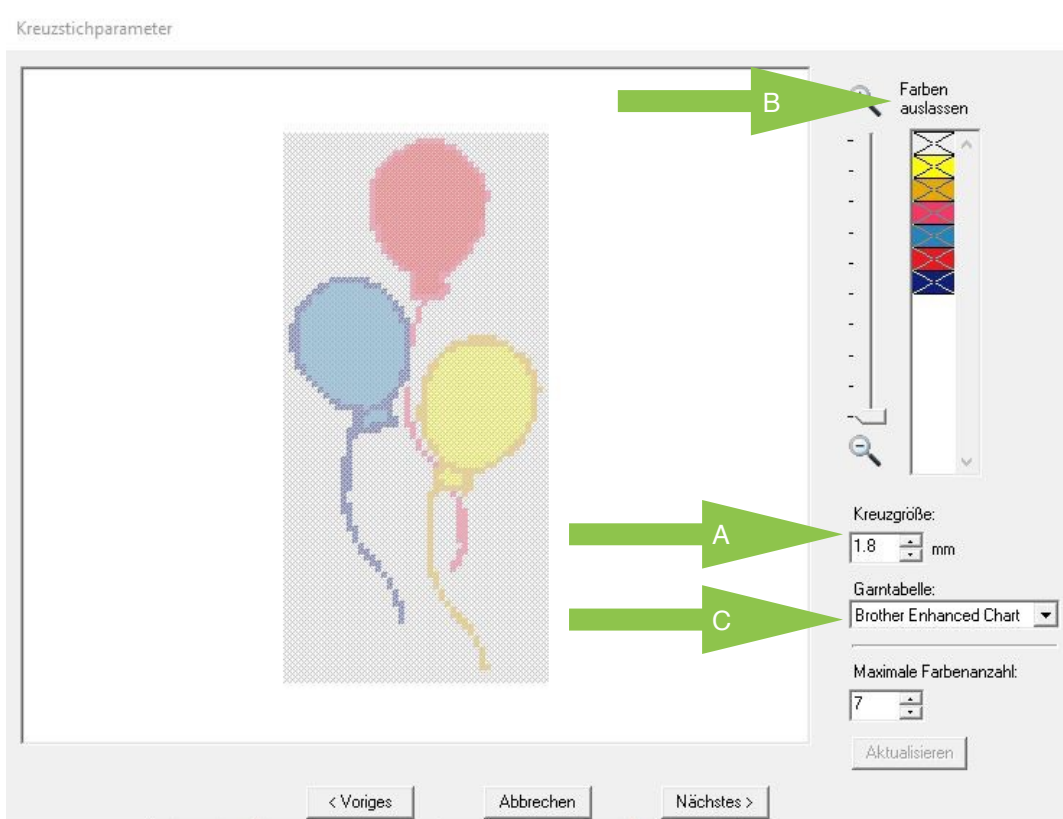 Kreuzstichparameter
B
Farben
auslassen
A
Kreuzgröße:
1.8 mm
C
Garntabelle:
Brother Enhanced Chart
Maximale Farbenanzahl:
7
Aktualisieren
< Voriges Abbrechen Nächstes >